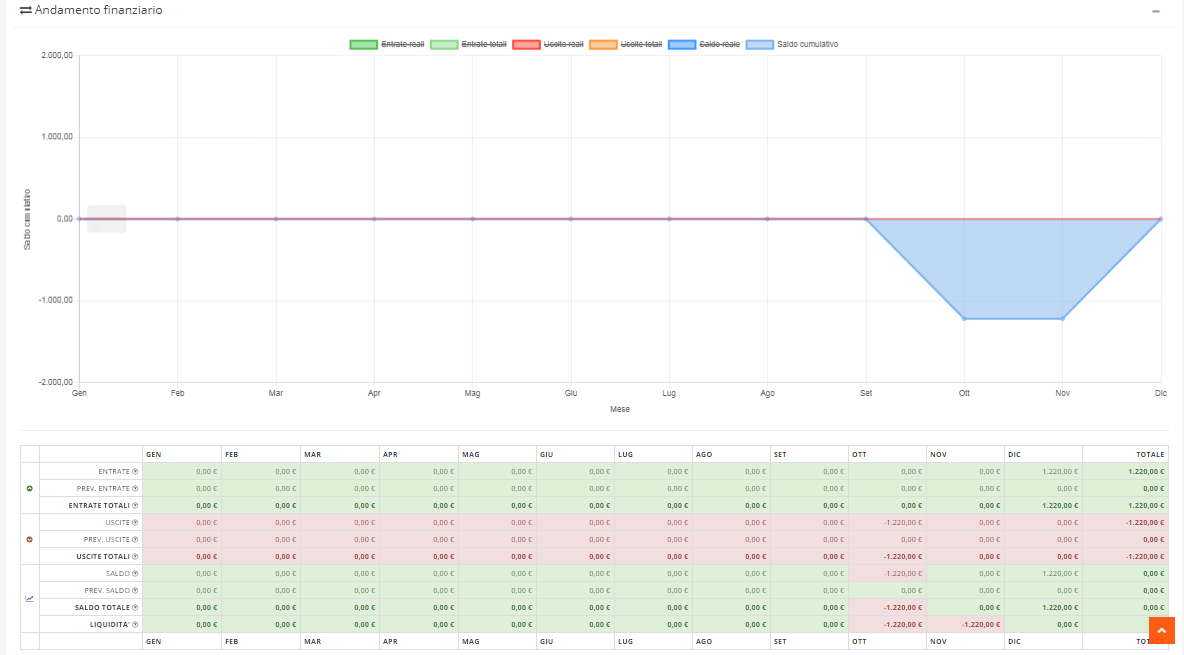 Andamento finanziario
Entrate reali Entrate totali Uscite reali Uscite totali Saldo reale Saldo cumulativo
2.000,00
1.000,00
0,00
-1.000,00
-2.000,00
Saldo cumulativo
Gen Feb Mar Apr Mag Giu Lug Ago Set Ott Nov Dic
Mese
GEN FEB MAR APR MAG GIU LUG AGO SET OTT NOV DIC TOTALE
ENTRATE 0,00 € 0,00 € 0,00 € 0,00 € 0,00 € 0,00 € 0,00 € 0,00 € 0,00 € 0,00 € 0,00 € 1.220,00 € 1.220,00 €
PREV. ENTRATE 0,00 € 0,00 € 0,00 € 0,00 € 0,00 € 0,00 € 0,00 € 0,00 € 0,00 € 0,00 € 0,00 € 0,00 € 0,00 €
ENTRATE TOTALI 0,00 € 0,00 € 0,00 € 0,00 € 0,00 € 0,00 € 0,00 € 0,00 € 0,00 € 0,00 € 0,00 € 1.220,00 € 1.220,00 €
USCITE 0,00 € 0,00 € 0,00 € 0,00 € 0,00 € 0,00 € 0,00 € 0,00 € 0,00 € -1.220,00 € 0,00 € 0,00 € -1.220,00 €
PREV. USCITE 0,00 € 0,00 € 0,00 € 0,00 € 0,00 € 0,00 € 0,00 € 0,00 € 0,00 € 0,00 € 0,00 € 0,00 € 0,00 €
USCITE TOTALI 0,00 € 0,00 € 0,00 € 0,00 € 0,00 € 0,00 € 0,00 € 0,00 € 0,00 € -1.220,00 € 0,00 € 0,00 € -1.220,00 €
SALDO 0,00 € 0,00 € 0,00 € 0,00 € 0,00 € 0,00 € 0,00 € 0,00 € 0,00 € -1.220,00 € 0,00 € 1.220,00 € 0,00 €
PREV. SALDO 0,00 € 0,00 € 0,00 € 0,00 € 0,00 € 0,00 € 0,00 € 0,00 € 0,00 € 0,00 € 0,00 € 0,00 € 0,00 €
SALDO TOTALE 0,00 € 0,00 € 0,00 € 0,00 € 0,00 € 0,00 € 0,00 € 0,00 € 0,00 € -1.220,00 € 0,00 € 1.220,00 € 0,00 €
LIQUIDITA' 0,00 € 0,00 € 0,00 € 0,00 € 0,00 € 0,00 € 0,00 € 0,00 € 0,00 € -1.220,00 € -1.220,00 € 0,00 €
GEN FEB MAR APR MAG GIU LUG AGO SET OTT NOV DIC